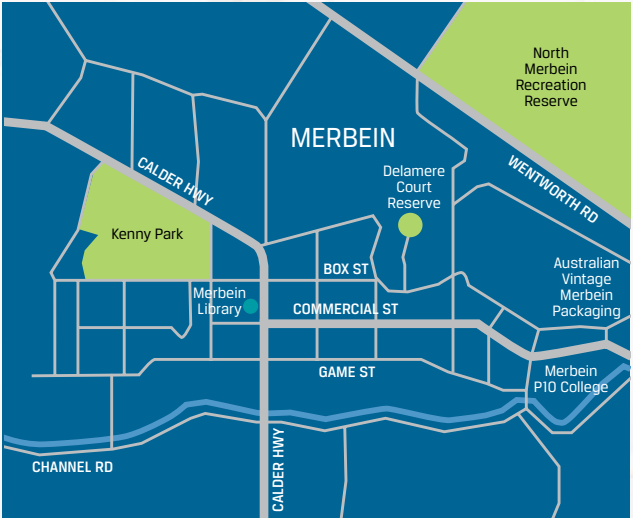 North
Merbein
Recreation
Reserve
MERBEIN
CALDER HWY
Delamere
Court
Reserve
WENTWORTH RD
Kenny Park
BOX ST
Australian
Vintage
Merbein
Packaging
Merbein
Library
COMMERCIAL ST
GAME ST
Merbein
P10 College
CHANNEL RD
CALDER HWY